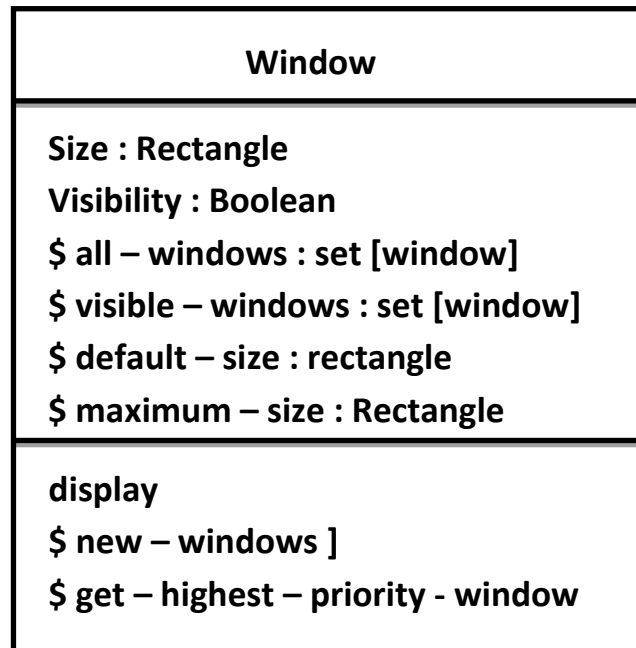 Window
Size : Rectangle
Visibility : Boolean
$ all – windows : set [window]
$ visible – windows : set [window]
$ default – size : rectangle
$ maximum – size : Rectangle
display
$ new – windows ]
$ get – highest – priority - window